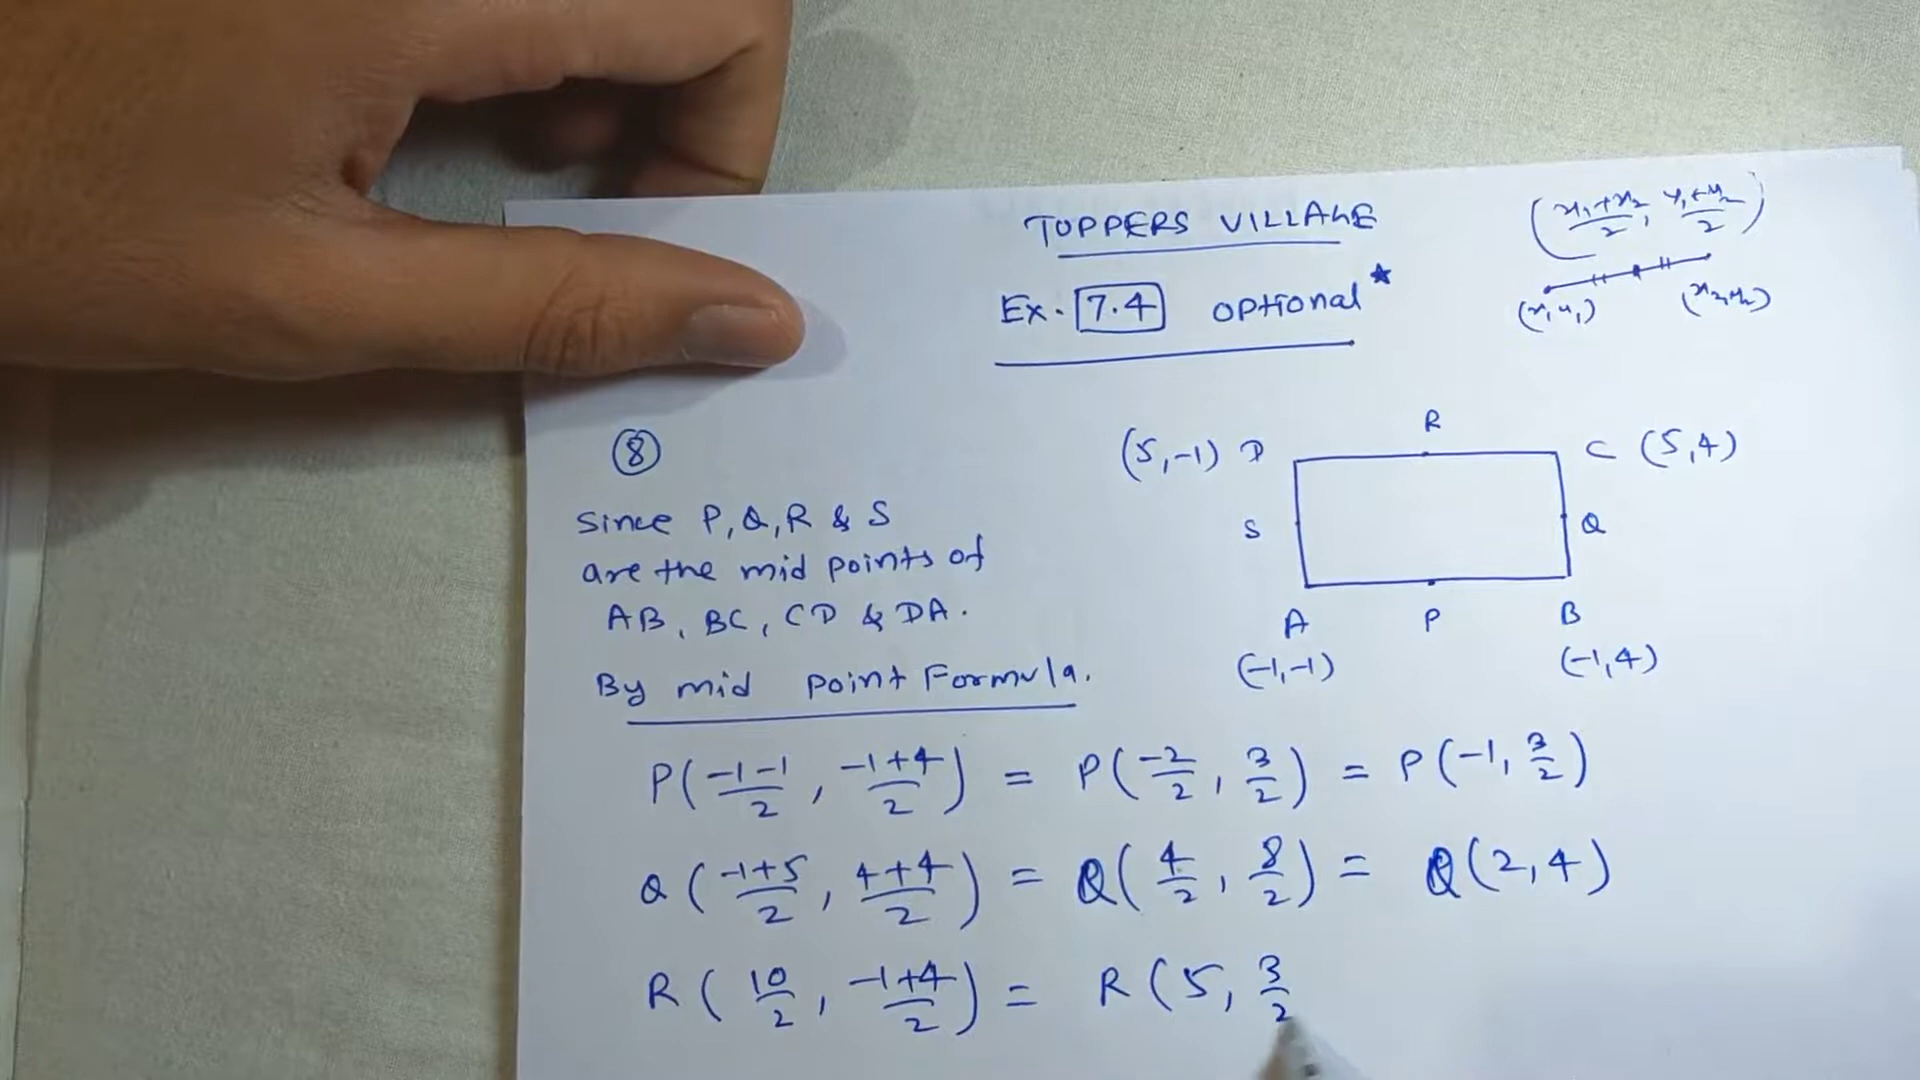 TOPPERS VILLAGE
Ex. 7.4 optional *
(x₁+x₂/2, y₁+y₂/2)
(x₁,y₁) (x₂,y₂)
8
R
(5,-1) D C (5,4)
S Q
A P B
(-1,-1) (-1,4)
Since P, Q, R & S
are the mid points of
AB, BC, CD & DA.
By mid point Formula.
P(-1-1/2, -1+4/2) = P(-2/2, 3/2) = P(-1, 3/2)
Q(-1+5/2, 4+4/2) = Q(4/2, 8/2) = Q(2,4)
R(10/2, -1+4/2) = R(5, 3/2